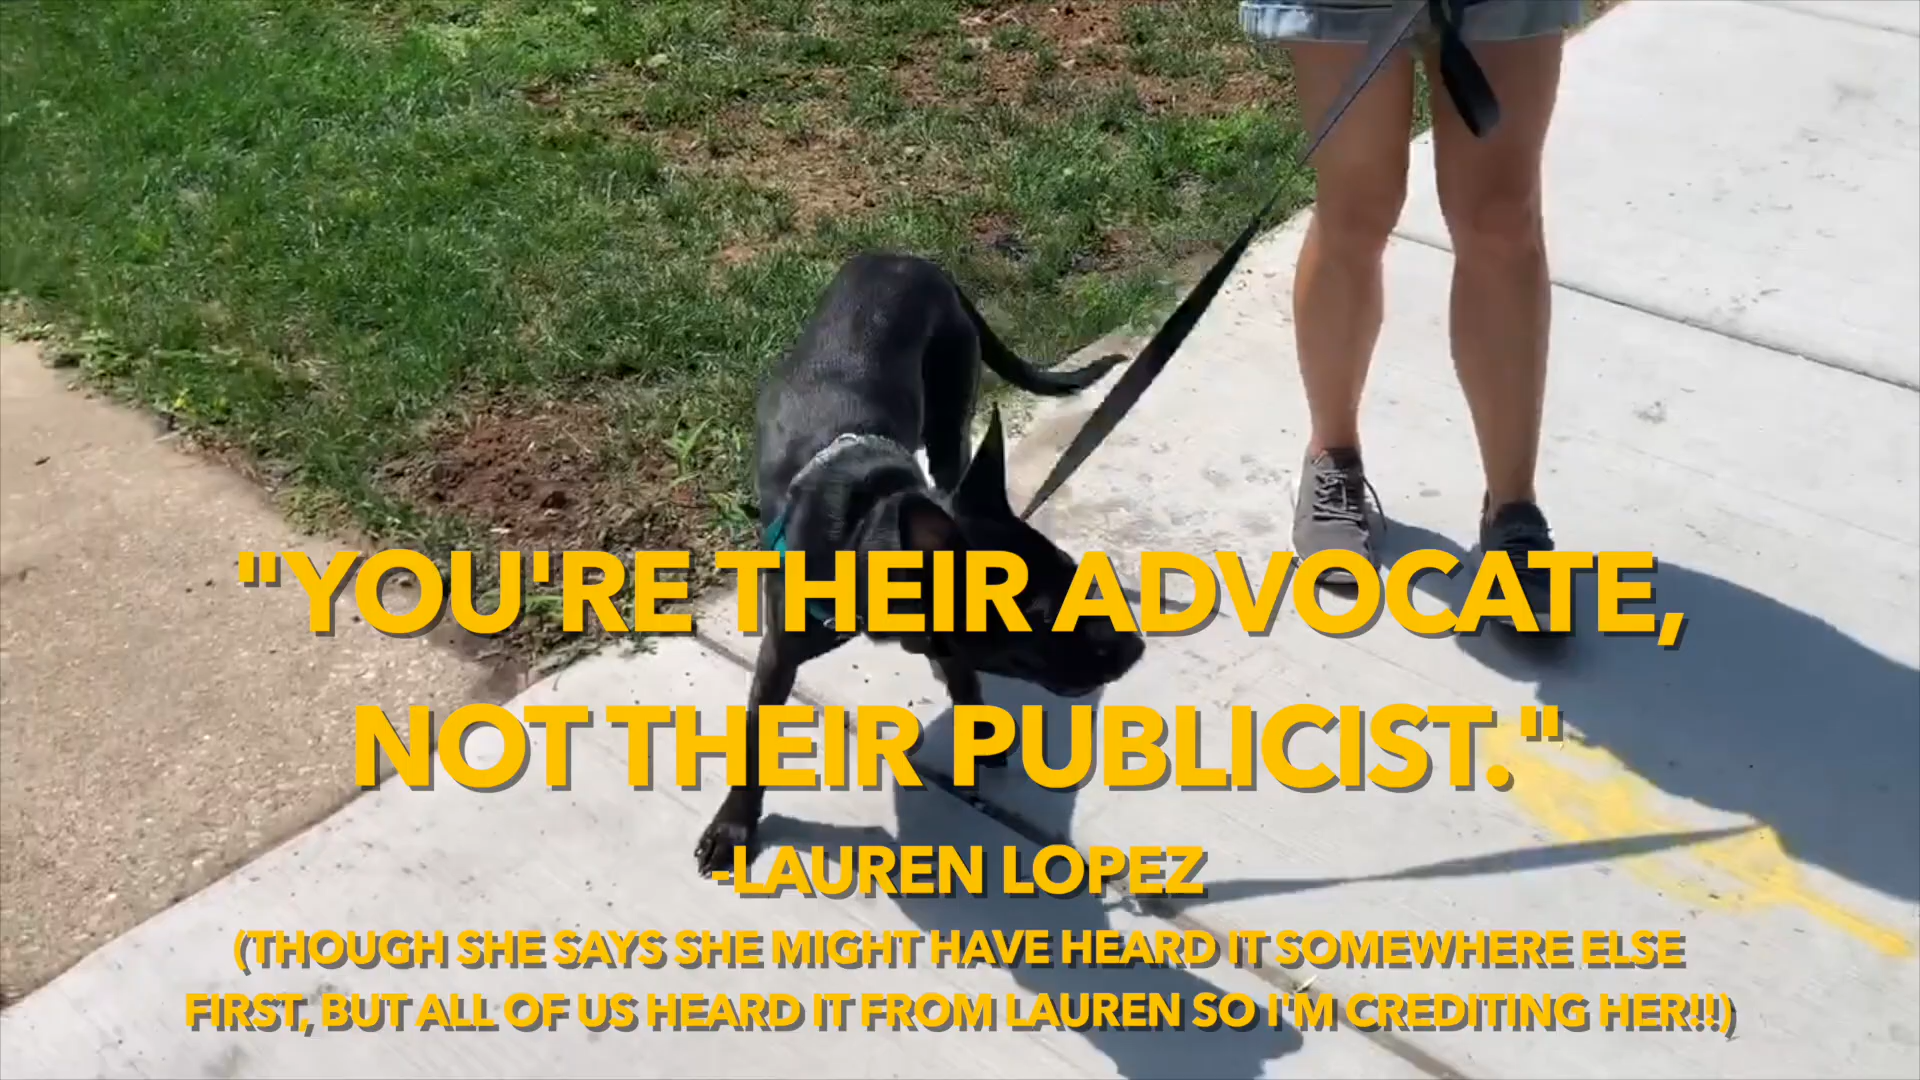 "YOU'RE THEIR ADVOCATE,
NOT THEIR PUBLICIST."
-LAUREN LOPEZ
(THOUGH SHE SAYS SHE MIGHT HAVE HEARD IT SOMEWHERE ELSE
FIRST, BUT ALL OF US HEARD IT FROM LAUREN SO I'M CREDITING HER!!)